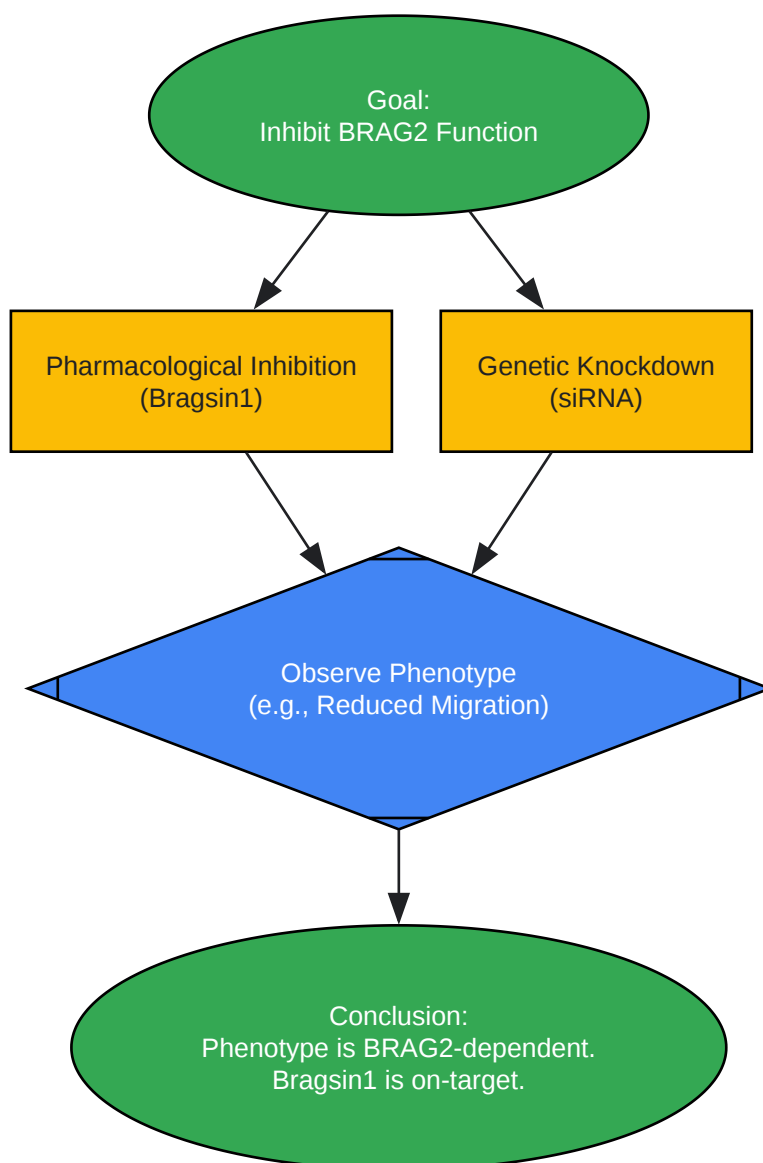 Goal:
Inhibit BRAG2 Function
Pharmacological Inhibition
(Bragsin1)
Genetic Knockdown
(siRNA)
Observe Phenotype
(e.g., Reduced Migration)
Conclusion:
Phenotype is BRAG2-dependent.
Bragsin1 is on-target.